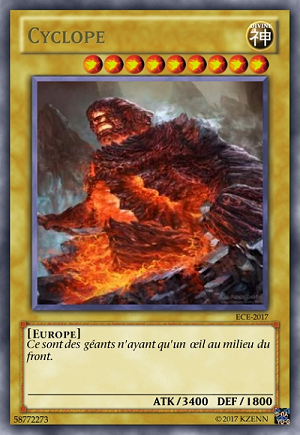 Cyclope
DIVINE
神
ECE-2017
[Europe]
Ce sont des géants n'ayant qu'un œil au milieu du
front.
ATK/3400 DEF/1800
58772273
©2017 KZENN